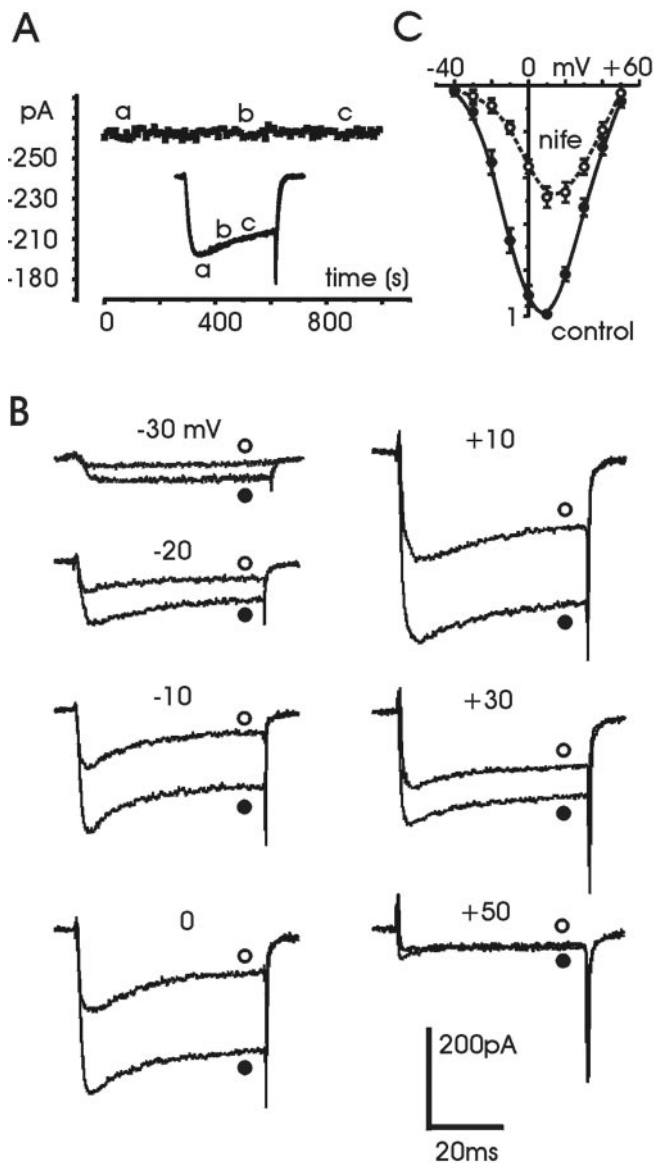 A
pA
-250
-230
-210
-180
a b c
a b c
time (s)
0 400 800
C
-40 0 mV +60
nife
1
control
B
-30 mV
-20
-10
0
+10
+30
+50
200pA
20ms